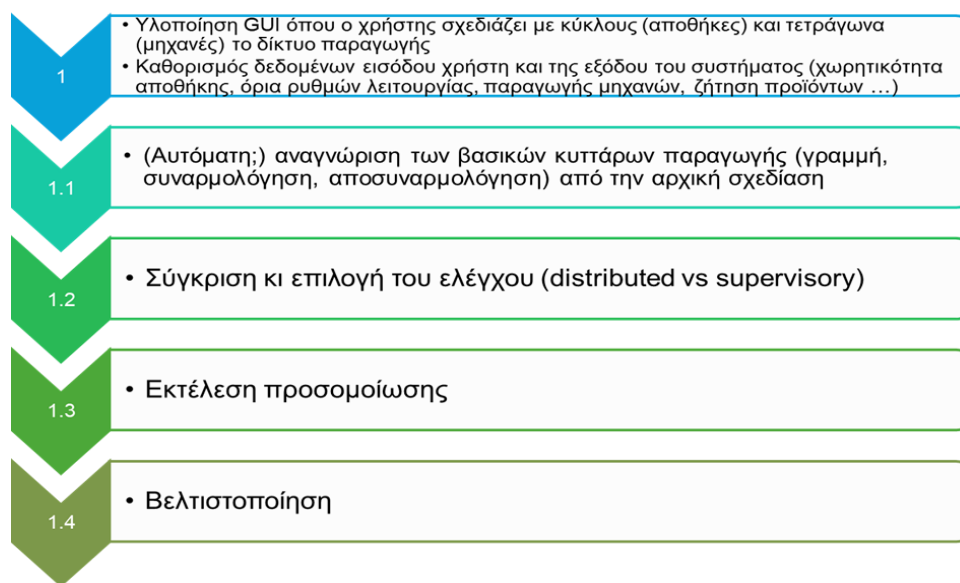 1
• Υλοποίηση GUI όπου ο χρήστης σχεδιάζει με κύκλους (αποθήκες) και τετράγωνα
(μηχανές) το δίκτυο παραγωγής
• Καθορισμός δεδομένων εισόδου χρήστη και της εξόδου του συστήματος (χωρητικότητα
αποθήκης, όρια ρυθμών λειτουργίας, παραγωγής μηχανών, ζήτηση προϊόντων ...)
1.1
• (Αυτόματη;) αναγνώριση των βασικών κυττάρων παραγωγής (γραμμή,
συναρμολόγηση, αποσυναρμολόγηση) από την αρχική σχεδίαση
1.2
• Σύγκριση κι επιλογή του ελέγχου (distributed vs supervisory)
1.3
• Εκτέλεση προσομοίωσης
1.4
• Βελτιστοποίηση